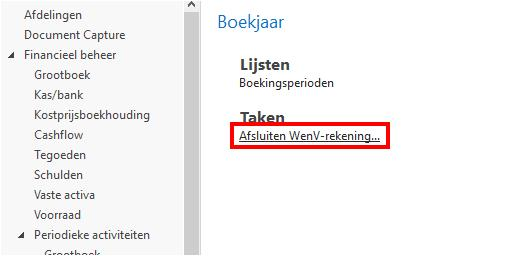 Afdelingen
Document Capture
Financieel beheer
Grootboek
Kas/bank
Kostprijsboekhouding
Cashflow
Tegoeden
Schulden
Vaste activa
Voorraad
Periodieke activiteiten
Grootboek
Boekjaar
Lijsten
Boekingsperioden
Taken
Afsluiten WenV-rekening...